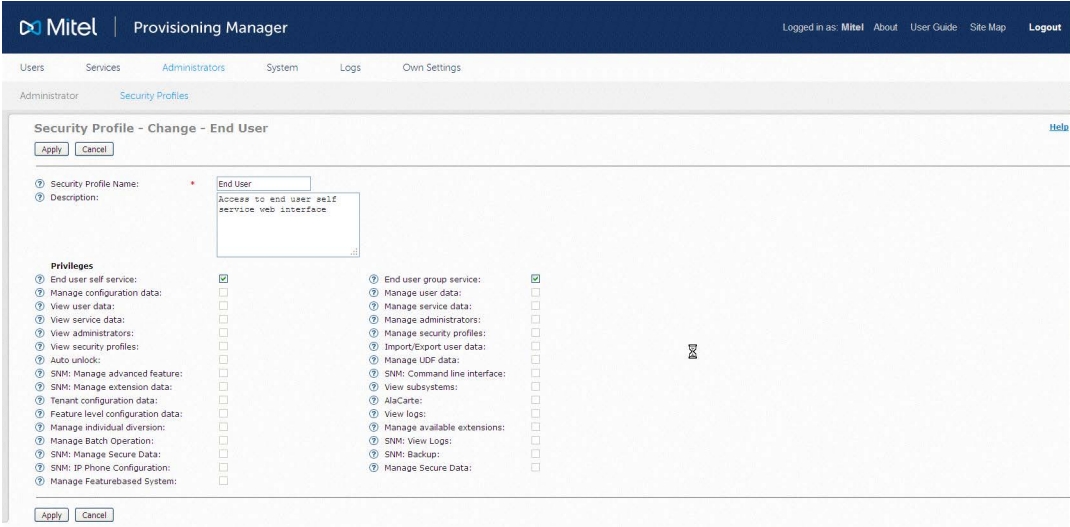 Mitel | Provisioning Manager
Logged in as: Mitel About User Guide Site Map Logout
Users Services Administrators System Logs Own Settings
Administrator Security Profiles
Security Profile - Change - End User
Help
Apply Cancel
? Security Profile Name: * End User
? Description: Access to end user self
service web interface
Privileges
? End user self service: ? End user group service:
? Manage configuration data: ? Manage user data:
? View user data: ? Manage service data:
? View service data: ? Manage administrators:
? View administrators: ? Manage security profiles:
? View security profiles: ? Import/Export user data:
? Auto unlock: ? Manage UDF data:
? SNM: Manage advanced feature: ? SNM: Command line interface:
? SNM: Manage extension data: ? View subsystems:
? Tenant configuration data: ? AlaCarte:
? Feature level configuration data: ? View logs:
? Manage individual diversion: ? Manage available extensions:
? Manage Batch Operation: ? SNM: View Logs:
? SNM: Manage Secure Data: ? SNM: Backup:
? SNM: IP Phone Configuration: ? Manage Secure Data:
? Manage Featurebased System:
Apply Cancel